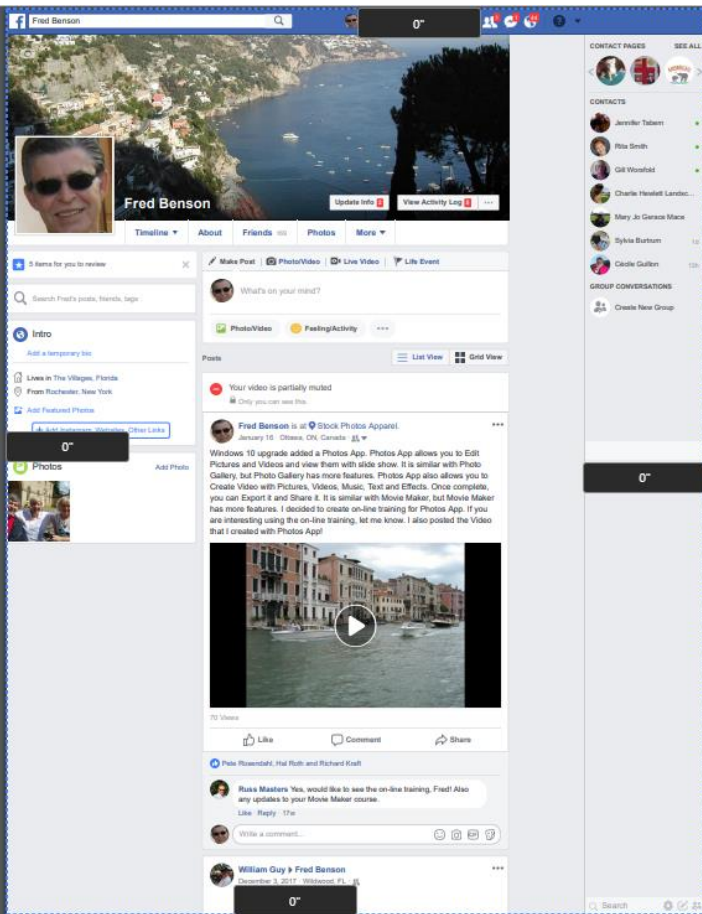 Fred Benson
0"
CONTACT PAGES SEE ALL
CONTACTS
Jennifer Tabern
Rita Smith
Gill Worsfold
Charlie Hewlett Landsc...
Mary Jo Gerace Mace
Sylvia Burtrum 1d
Cécile Guillon
GROUP CONVERSATIONS
Create New Group
0"
Search
Fred Benson
Update Info
View Activity Log
Timeline
About
Friends
Photos
More
5 items for you to review
Search Fred's posts, friends, tags
Intro
Add a temporary bio
Lives in The Villages, Florida
From Rochester, New York
Add Featured Photos
Add Instagram, Websites, Other Links
0"
Photos
Add Photo
Make Post
Photo/Video
Live Video
Life Event
What's on your mind?
Photo/Video
Feeling/Activity
Posts
List View
Grid View
Your video is partially muted
Only you can see this.
Fred Benson is at Stock Photos Apparel.
January 16 · Ottawa, ON, Canada ·
Windows 10 upgrade added a Photos App. Photos App allows you to Edit
Pictures and Videos and view them with slide show. It is similar with Photo
Gallery, but Photo Gallery has more features. Photos App also allows you to
Create Video with Pictures, Videos, Music, Text and Effects. Once complete,
you can Export it and Share it. It is similar with Movie Maker, but Movie Maker
has more features. I decided to create on-line training for Photos App. If you
are interesting using the on-line training, let me know. I also posted the Video
that I created with Photos App!
70 Views
Like
Comment
Share
Pete Rosendahl, Hal Roth and Richard Kraft
Russ Masters Yes, would like to see the on-line training, Fred! Also
any updates to your Movie Maker course.
Like · Reply · 17w
Write a comment...
GIF
William Guy Fred Benson
December 3, 2017 · Wildwood, FL ·
0"